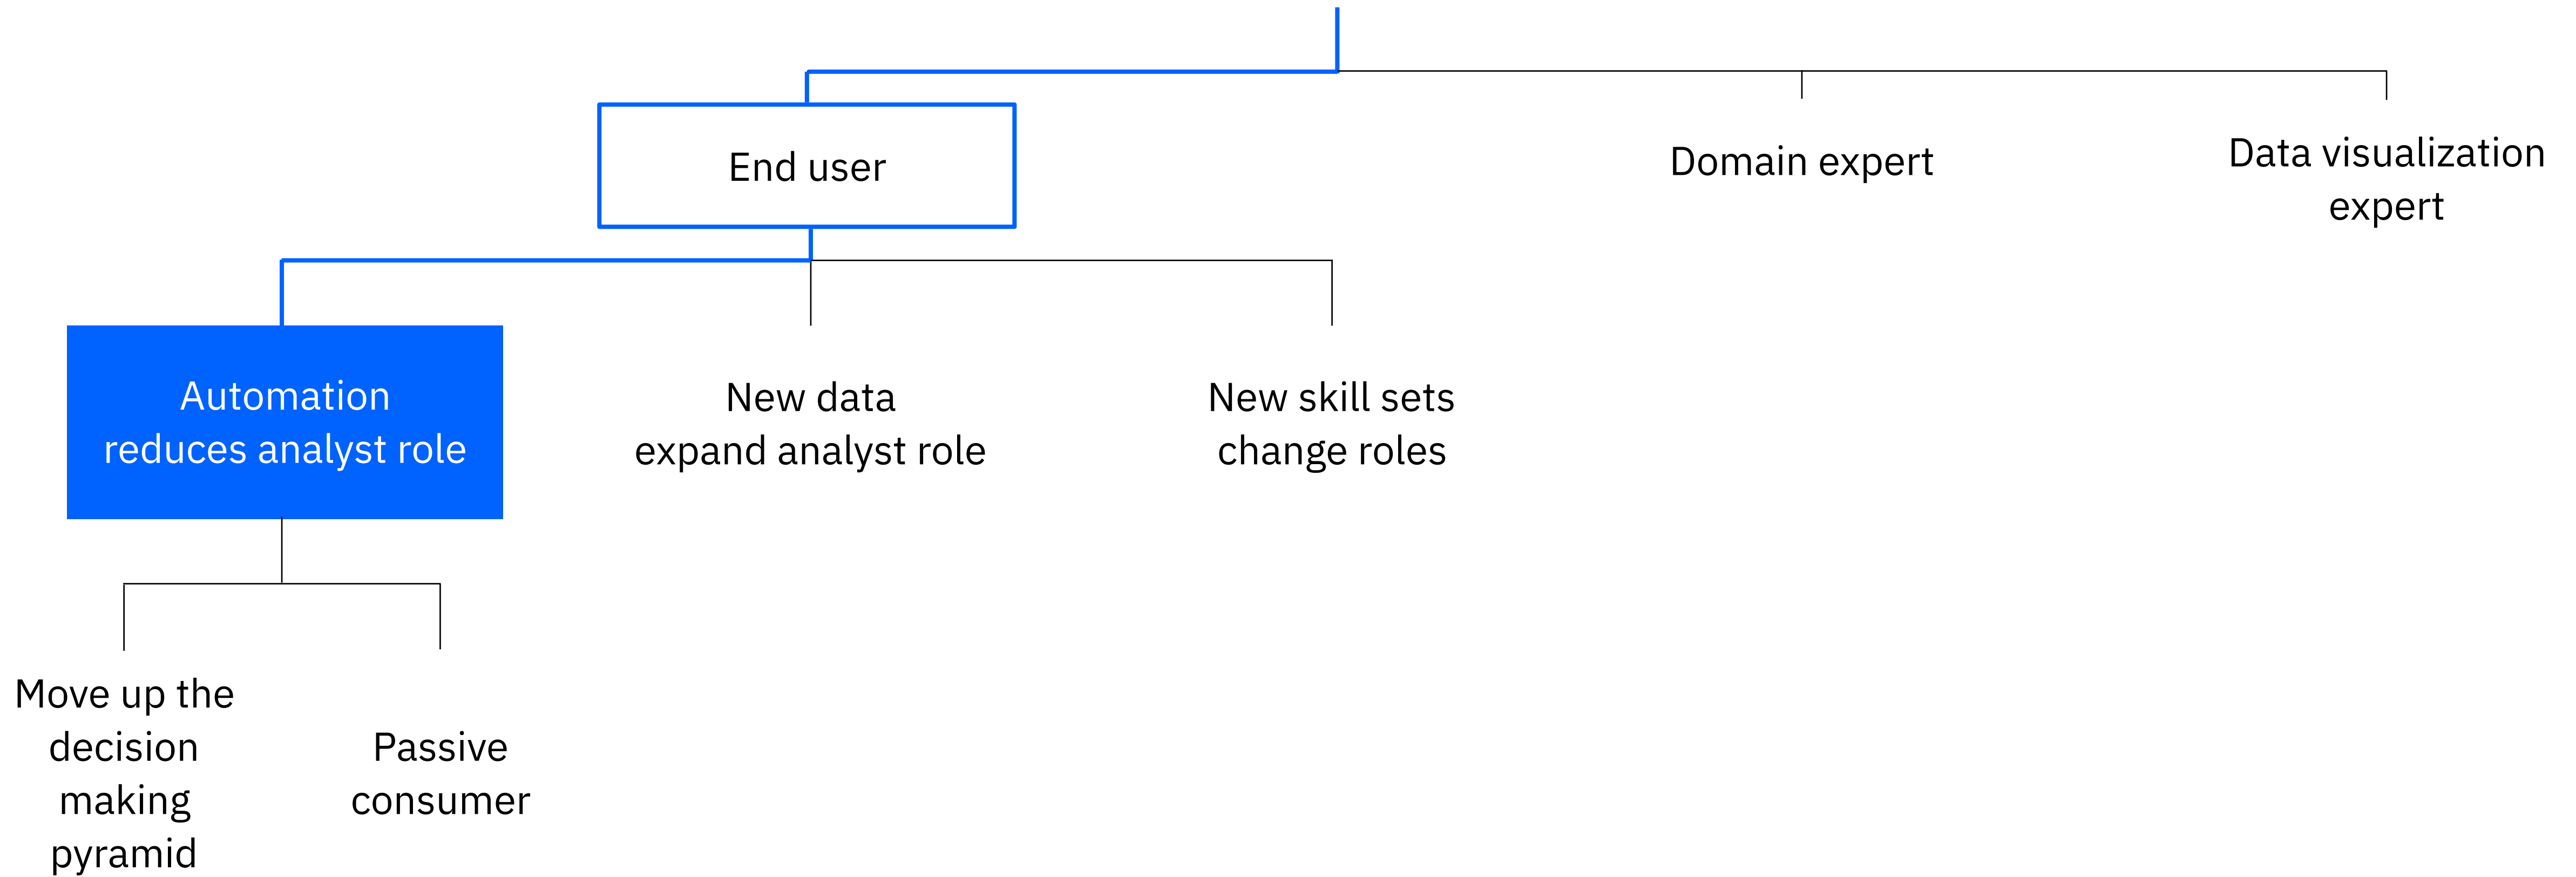 End user
Domain expert
Data visualization
expert
Automation
reduces analyst role
New data
expand analyst role
New skill sets
change roles
Move up the
decision
making
pyramid
Passive
consumer